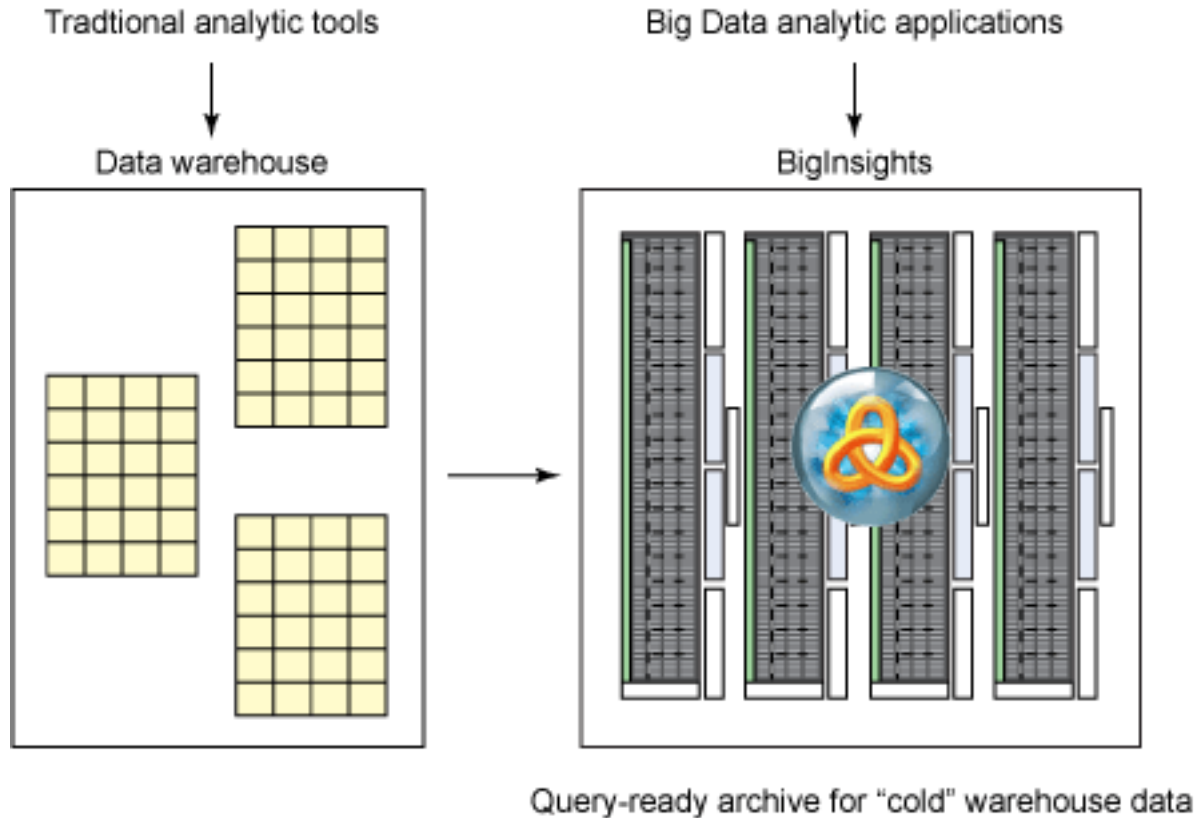 Tradtional analytic tools
Big Data analytic applications
Data warehouse
BigInsights
Query-ready archive for “cold” warehouse data